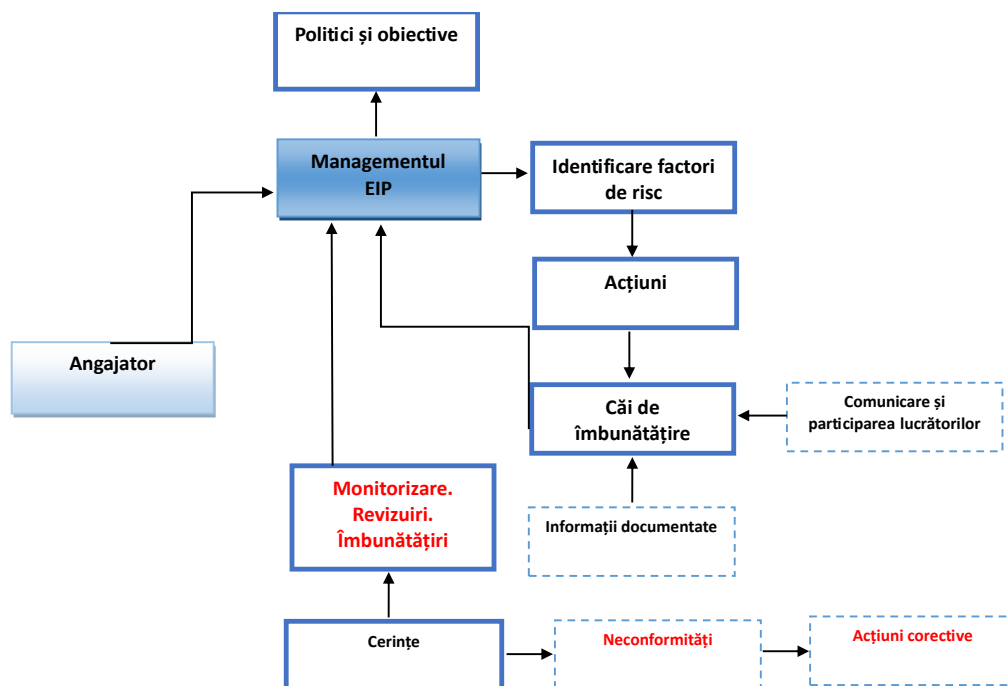 Politici și obiective
Managementul
EIP
Identificare factori
de risc
Acțiuni
Angajator
Căi de
îmbunătățire
Comunicare și
participarea lucrătorilor
Monitorizare.
Revizuiri.
Îmbunătățiri
Informații documentate
Cerințe
Neconformități
Acțiuni corective